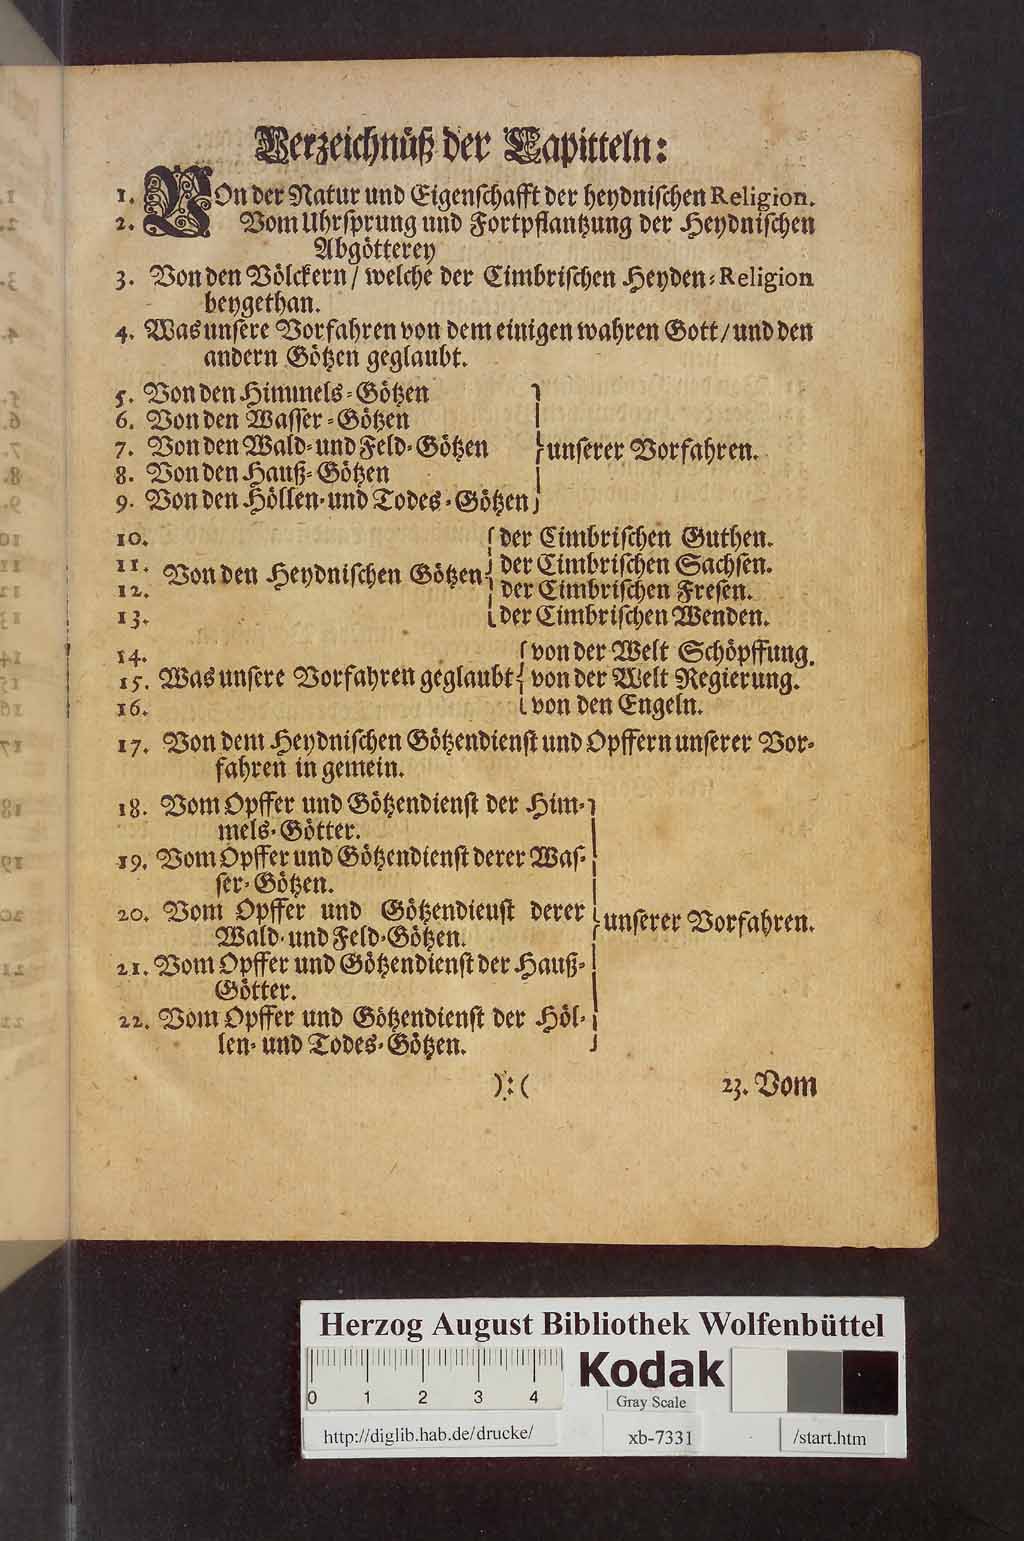 Verzeichnüß der Capitteln:
1. VOn der Natur und Eigenschafft der heydnischen Religion.
2. Vom Uhrsprung und Fortpflantzung der Heydnischen
Abgötterey
3. Von den Völckern / welche der Cimbrischen Heyden-Religion
beygethan.
4. Was unsere Vorfahren von dem einigen wahren Gott / und den
andern Götzen geglaubt.
5. Von den Himmels-Götzen
6. Von den Wasser-Götzen
7. Von den Wald- und Feld-Götzen
8. Von den Hauß-Götzen
9. Von den Höllen- und Todes-Götzen
unserer Vorfahren.
10.
11.
12.
13.
Von den Heydnischen Götzen
der Cimbrischen Guthen.
der Cimbrischen Sachsen.
der Cimbrischen Fresen.
der Cimbrischen Wenden.
14.
15. Was unsere Vorfahren geglaubt
16.
von der Welt Schöpffung.
von der Welt Regierung.
von den Engeln.
17. Von dem Heydnischen Götzendienst und Opffern unserer Vor-
fahren in gemein.
18. Vom Opffer und Götzendienst der Him-
mels-Götter.
19. Vom Opffer und Götzendienst derer Was-
ser-Götzen.
20. Vom Opffer und Götzendieust derer
Wald- und Feld-Götzen.
21. Vom Opffer und Götzendienst der Hauß-
Götter.
22. Vom Opffer und Götzendienst der Höl-
len- und Todes-Götzen.
unserer Vorfahren.
):( 23. Vom
Herzog August Bibliothek Wolfenbüttel
0 1 2 3 4
Kodak
Gray Scale
http://diglib.hab.de/drucke/ xb-7331 /start.htm